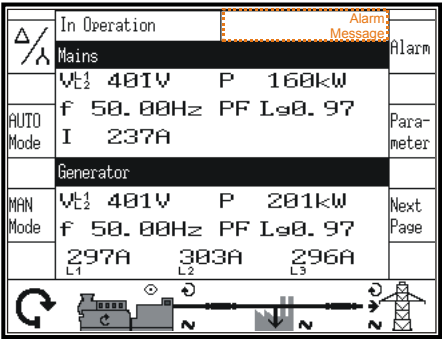 In Operation
Alarm
Message
Alarm
Mains
VL1L2 401V P 160kW
f 50.00Hz PF Lg0.97
I 237A
AUTO
Mode
Para-
meter
Generator
VL1L2 401V P 201kW
f 50.00Hz PF Lg0.97
MAN
Mode
Next
Page
297A 303A 296A
L1 L2 L3